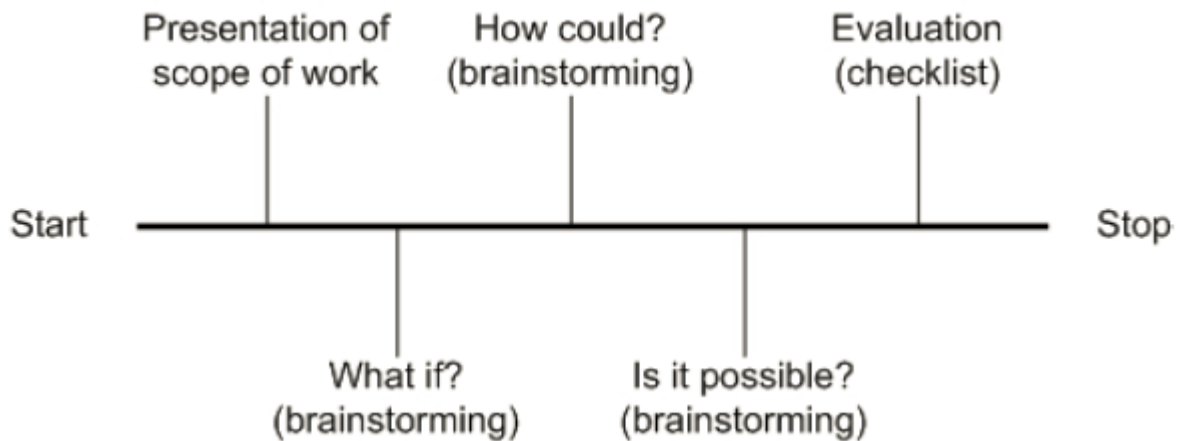 Presentation of
scope of work
How could?
(brainstorming)
Evaluation
(checklist)
Start
Stop
What if?
(brainstorming)
Is it possible?
(brainstorming)